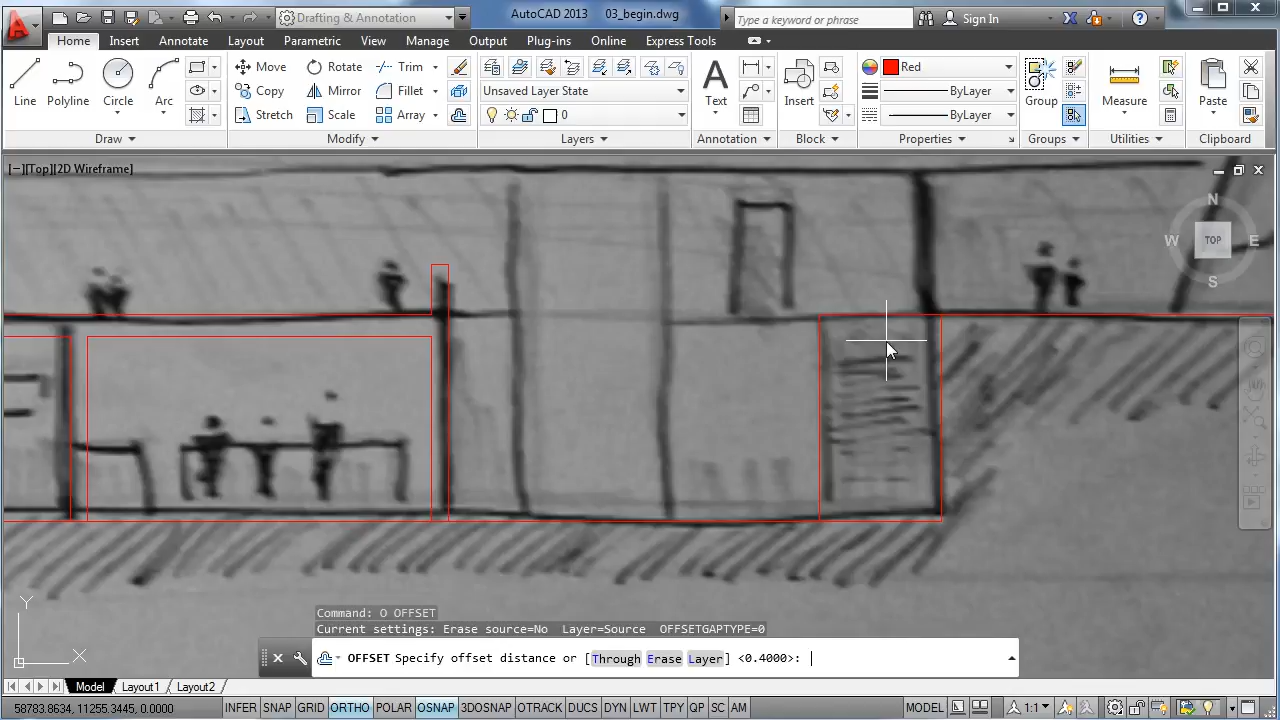 Drafting & Annotation
AutoCAD 2013
03_begin.dwg
Type a keyword or phrase
Sign In
Home
Insert
Annotate
Layout
Parametric
View
Manage
Output
Plug-ins
Online
Express Tools
Line
Polyline
Circle
Arc
Move
Rotate
Trim
Copy
Mirror
Fillet
Stretch
Scale
Array
Unsaved Layer State
0
Text
Insert
Red
ByLayer
ByLayer
Group
Measure
Paste
Draw
Modify
Layers
Annotation
Block
Properties
Groups
Utilities
Clipboard
[−][Top][2D Wireframe]
N
W
TOP
E
S
Y
X
Command: O OFFSET
Current settings: Erase source=No Layer=Source OFFSETGAPTYPE=0
OFFSET Specify offset distance or [Through Erase Layer] <0.4000>:
Model
Layout1
Layout2
58783.8634, 11255.3445, 0.0000
INFER
SNAP
GRID
ORTHO
POLAR
OSNAP
3DOSNAP
OTRACK
DUCS
DYN
LWT
TPY
QP
SC
AM
MODEL
1:1